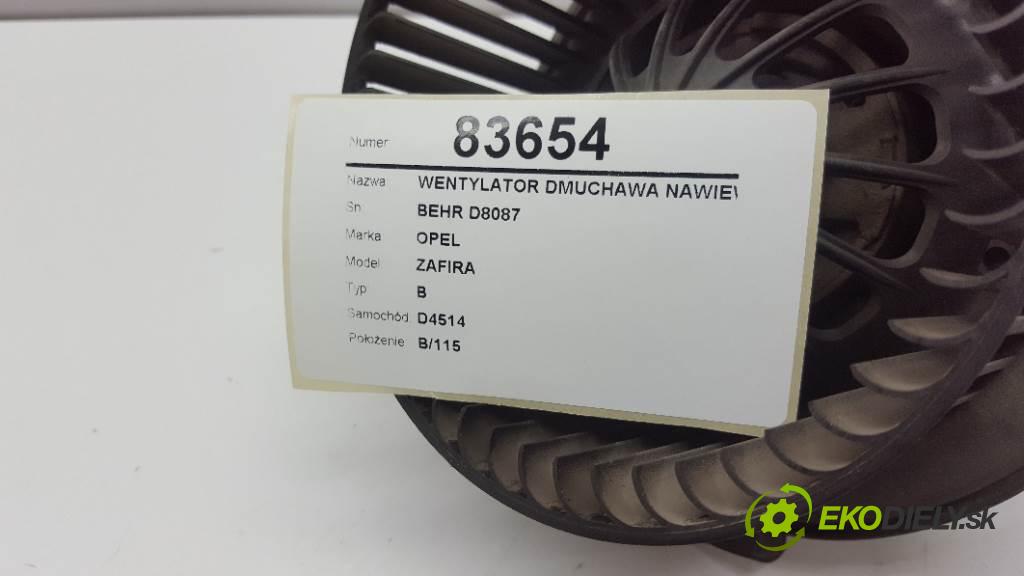 Numer 83654
Nazwa WENTYLATOR DMUCHAWA NAWIEW
Sn. BEHR D8087
Marka OPEL
Model ZAFIRA
Typ B
Samochód D4514
Położenie B/115
EKODIELY.SK